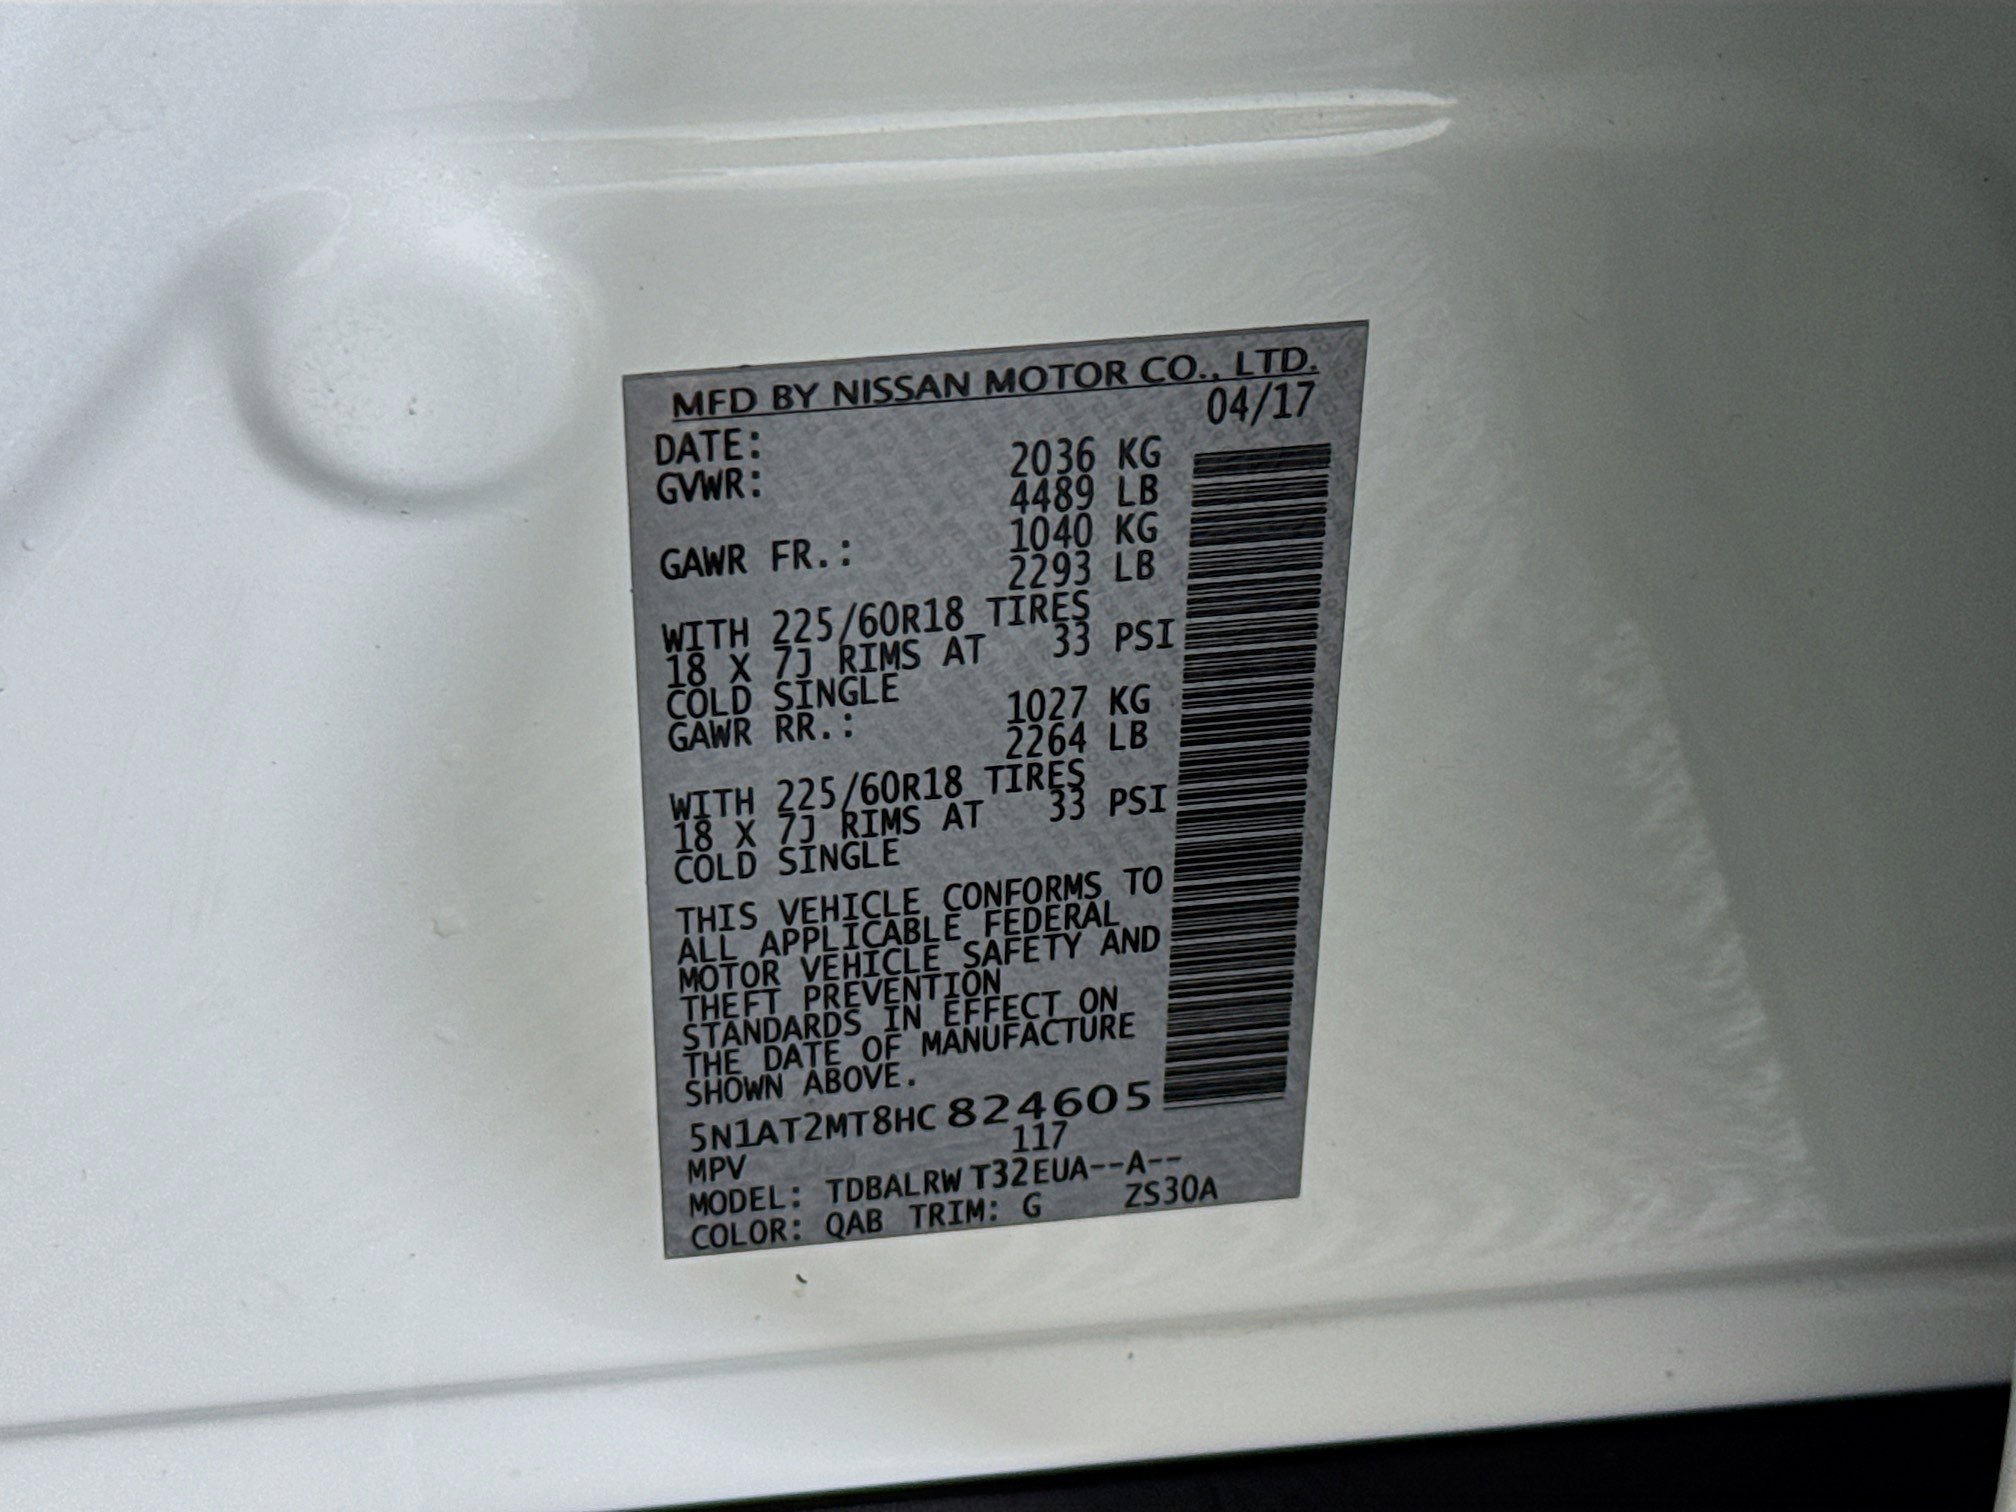 MFD BY NISSAN MOTOR CO., LTD.
DATE: 04/17
GVWR: 2036 KG
4489 LB
GAWR FR.: 1040 KG
2293 LB
WITH 225/60R18 TIRES
18 X 7J RIMS AT 33 PSI
COLD SINGLE
GAWR RR.: 1027 KG
2264 LB
WITH 225/60R18 TIRES
18 X 7J RIMS AT 33 PSI
COLD SINGLE
THIS VEHICLE CONFORMS TO
ALL APPLICABLE FEDERAL
MOTOR VEHICLE SAFETY AND
THEFT PREVENTION
STANDARDS IN EFFECT ON
THE DATE OF MANUFACTURE
SHOWN ABOVE.
5N1AT2MT8HC824605
MPV 117
MODEL: TDBALRWT32EUA--A--
COLOR: QAB TRIM: G ZS30A